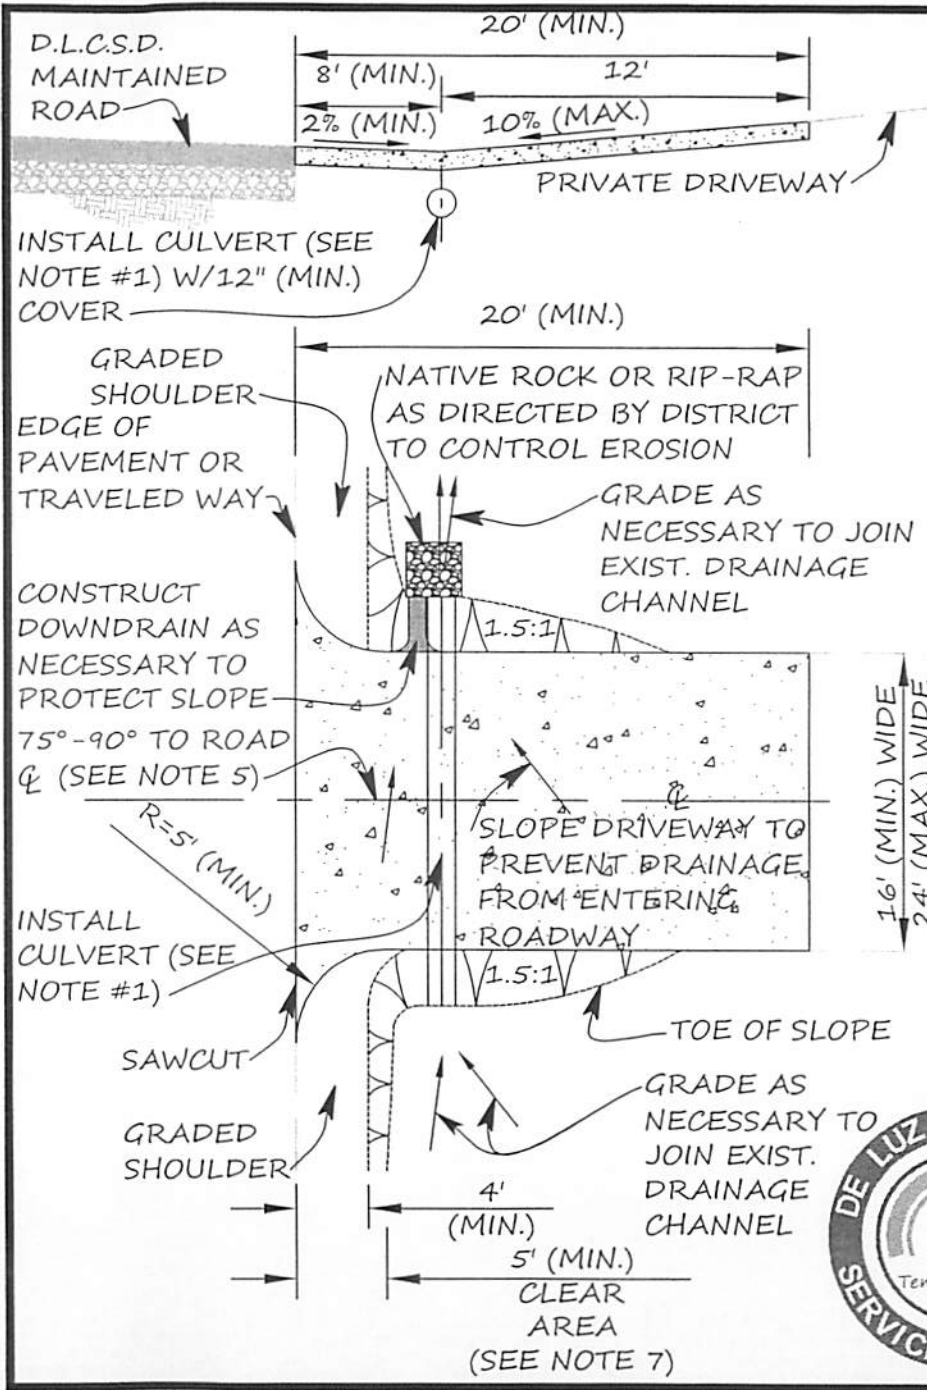 20' (MIN.)
D.L.C.S.D.
MAINTAINED
ROAD
8' (MIN.)
12'
2% (MIN.)
10% (MAX.)
PRIVATE DRIVEWAY
1
INSTALL CULVERT (SEE
NOTE #1) W/12" (MIN.)
COVER
20' (MIN.)
GRADED
SHOULDER
NATIVE ROCK OR RIP-RAP
AS DIRECTED BY DISTRICT
TO CONTROL EROSION
EDGE OF
PAVEMENT OR
TRAVELED WAY
GRADE AS
NECESSARY TO JOIN
EXIST. DRAINAGE
CHANNEL
CONSTRUCT
DOWNDRAIN AS
NECESSARY TO
PROTECT SLOPE
1.5:1
75°-90° TO ROAD
℄ (SEE NOTE 5)
℄
R=5' (MIN.)
SLOPE DRIVEWAY TO
PREVENT DRAINAGE
FROM ENTERING
ROADWAY
16' (MIN.) WIDE
24' (MAX.) WIDE
INSTALL
CULVERT (SEE
NOTE #1)
1.5:1
SAWCUT
TOE OF SLOPE
GRADED
SHOULDER
GRADE AS
NECESSARY TO
JOIN EXIST.
DRAINAGE
CHANNEL
4'
(MIN.)
5' (MIN.)
CLEAR
AREA
(SEE NOTE 7)
DE LUZ